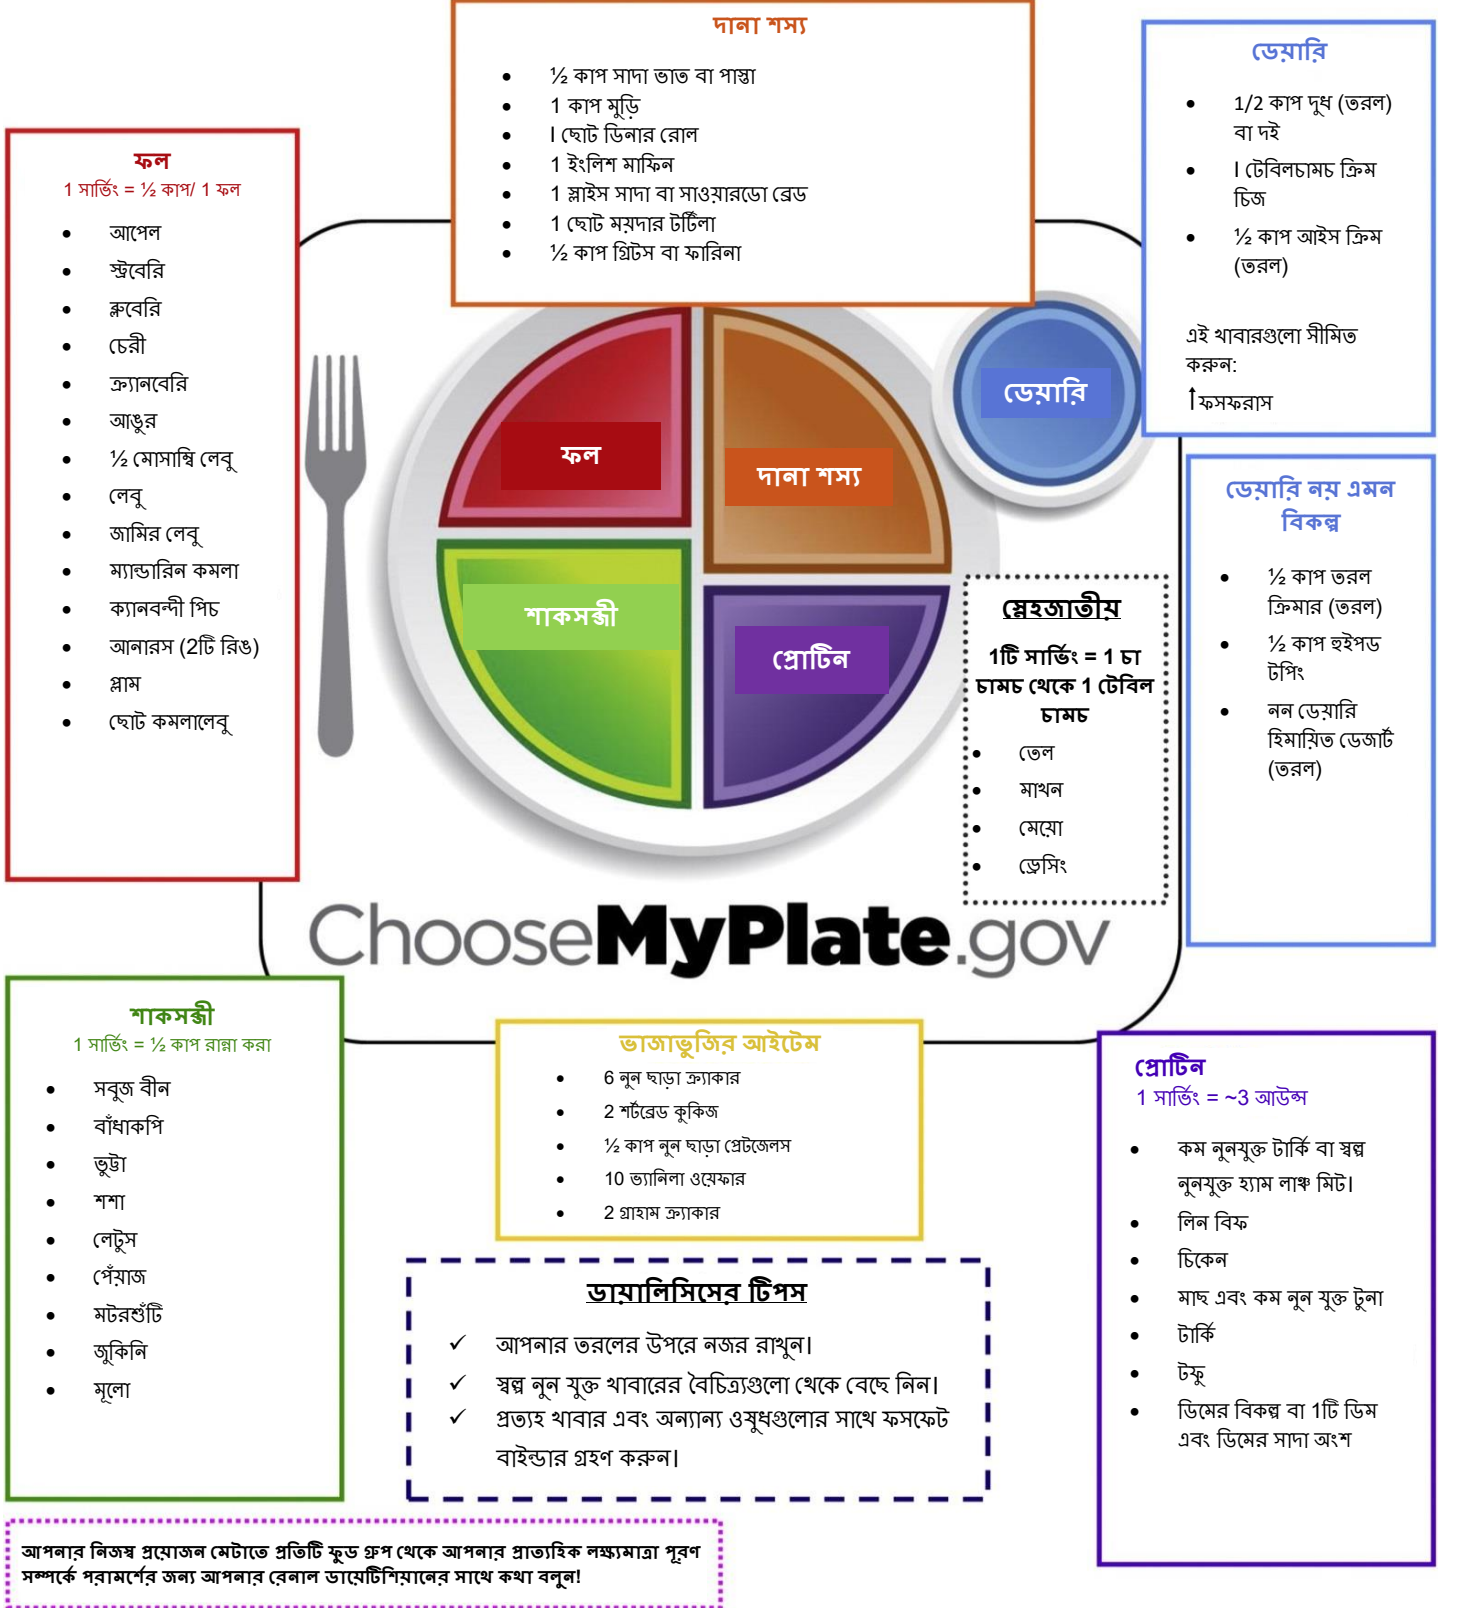 দানা শস্য
• ½ কাপ সাদা ভাত বা পাস্তা
• 1 কাপ মুড়ি
• I ছোট ডিনার রোল
• 1 ইংলিশ মাফিন
• 1 স্লাইস সাদা বা সাওয়ারডো ব্রেড
• 1 ছোট ময়দার টর্টিলা
• ½ কাপ গ্রিটস বা ফারিনা
ডেয়ারি
• 1/2 কাপ দুধ (তরল)
বা দই
• I টেবিলচামচ ক্রিম
চিজ
• ½ কাপ আইস ক্রিম
(তরল)
এই খাবারগুলো সীমিত
করুন:
↑ফসফরাস
ফল
1 সার্ভিং = ½ কাপ/ 1 ফল
• আপেল
• স্ট্রবেরি
• ব্লুবেরি
• চেরী
• ক্র্যানবেরি
• আঙুর
• ½ মোসাম্বি লেবু
• লেবু
• জামির লেবু
• ম্যান্ডারিন কমলা
• ক্যানবন্দী পিচ
• আনারস (2টি রিঙ)
• প্লাম
• ছোট কমলালেবু
ফল
দানা শস্য
ডেয়ারি
শাকসব্জী
প্রোটিন
ডেয়ারি নয় এমন
বিকল্প
• ½ কাপ তরল
ক্রিমার (তরল)
• ½ কাপ হুইপড
টপিং
• নন ডেয়ারি
হিমায়িত ডেজার্ট
(তরল)
স্নেহজাতীয়
1টি সার্ভিং = 1 চা
চামচ থেকে 1 টেবিল
চামচ
• তেল
• মাখন
• মেয়ো
• ড্রেসিং
ChooseMyPlate.gov
শাকসব্জী
1 সার্ভিং = ½ কাপ রান্না করা
• সবুজ বীন
• বাঁধাকপি
• ভুট্টা
• শশা
• লেটুস
• পেঁয়াজ
• মটরশুঁটি
• জুকিনি
• মূলো
ভাজাভুজির আইটেম
• 6 নুন ছাড়া ক্র্যাকার
• 2 শর্টব্রেড কুকিজ
• ½ কাপ নুন ছাড়া প্রেটজেলস
• 10 ভ্যানিলা ওয়েফার
• 2 গ্রাহাম ক্র্যাকার
প্রোটিন
1 সার্ভিং = ~3 আউন্স
• কম নুনযুক্ত টার্কি বা স্বল্প
নুনযুক্ত হ্যাম লাঞ্চ মিট।
• লিন বিফ
• চিকেন
• মাছ এবং কম নুন যুক্ত টুনা
• টার্কি
• টফু
• ডিমের বিকল্প বা 1টি ডিম
এবং ডিমের সাদা অংশ
ডায়ালিসিসের টিপস
✓ আপনার তরলের উপরে নজর রাখুন।
✓ স্বল্প নুন যুক্ত খাবারের বৈচিত্র্যগুলো থেকে বেছে নিন।
✓ প্রত্যহ খাবার এবং অন্যান্য ওষুধগুলোর সাথে ফসফেট
বাইন্ডার গ্রহণ করুন।
আপনার নিজস্ব প্রয়োজন মেটাতে প্রতিটি ফুড গ্রুপ থেকে আপনার প্রাত্যহিক লক্ষ্যমাত্রা পূরণ
সম্পর্কে পরামর্শের জন্য আপনার রেনাল ডায়েটিশিয়ানের সাথে কথা বলুন!